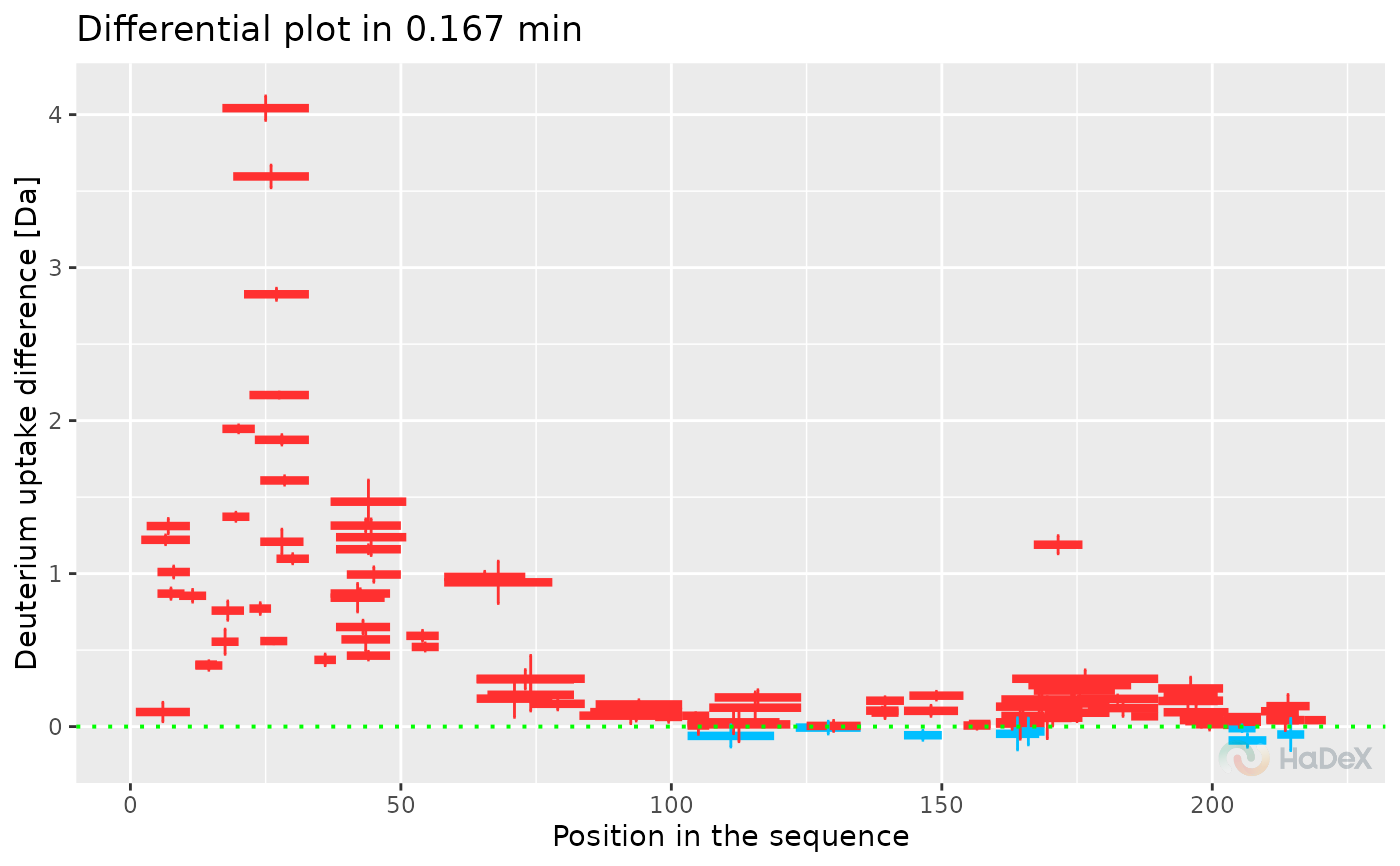 Differential plot in 0.167 min
Deuterium uptake difference [Da]
4
3
2
1
0
0 50 100 150 200
Position in the sequence
HaDeX